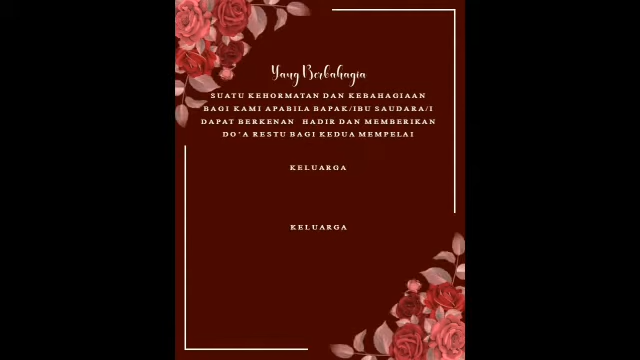 Yang Berbahagia
SUATU KEHORMATAN DAN KEBAHAGIAAN
BAGI KAMI APABILA BAPAK/IBU SAUDARA/I
DAPAT BERKENAN HADIR DAN MEMBERIKAN
DO'A RESTU BAGI KEDUA MEMPELAI
KELUARGA
KELUARGA